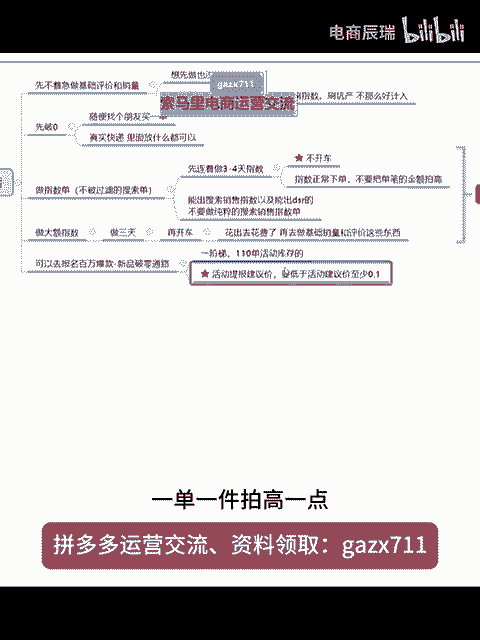 电商辰瑞 bilibili
想先做也
gazx711
先不着急做基础评价和销量
索马里电商运营交流
指数，刷坑产 不那么好计入
随便找个朋友买一单
先破0
真实快递 里面放什么都可以
不开车
先连着做3-4天指数
指数正常下单，不要把单笔的金额拍高
做指数单（不被过滤的搜索单）
能出搜索销售指数以及能出dsr的
不要做纯粹的搜索销售指数单
做大额指数 做三天 再开车 花出去花费了 再去做基础销量和评价这些东西
一阶梯，110单活动库存的
可以去报名百万爆款-新品破零通路
活动提报建议价，要低于活动建议价至少0.1
一单一件拍高一点
拼多多运营交流、资料领取：gazx711